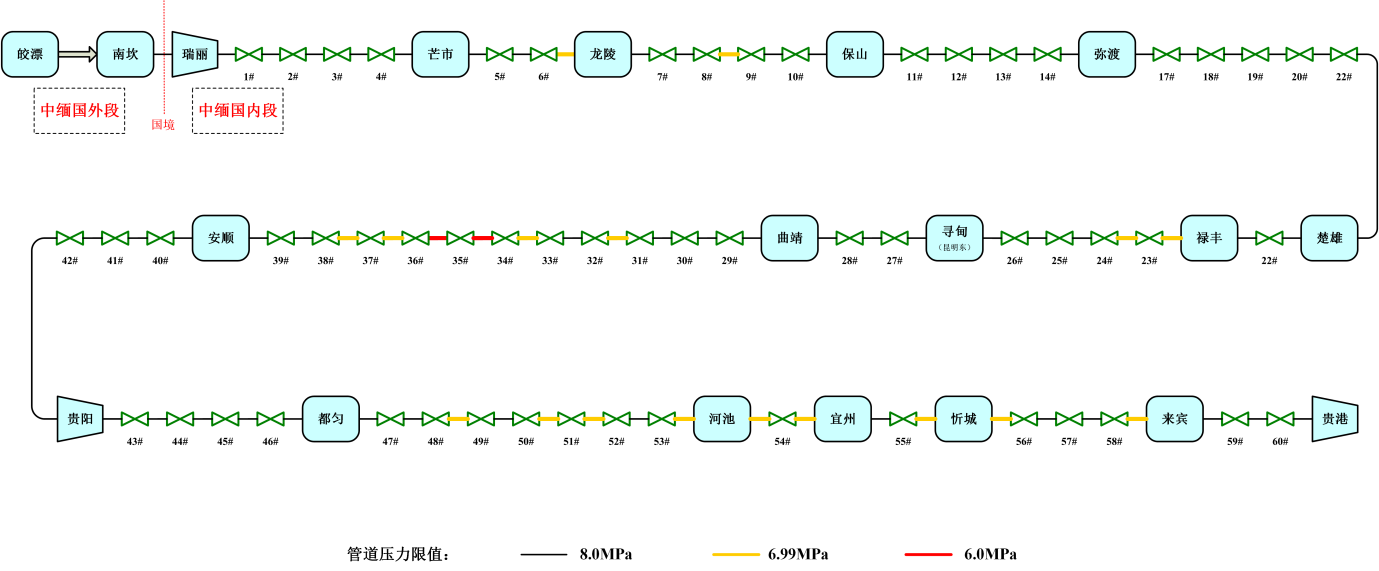 皎漂
南坎
瑞丽
芒市
龙陵
保山
弥渡
1#
2#
3#
4#
5#
6#
7#
8#
9#
10#
11#
12#
13#
14#
17#
18#
19#
20#
22#
中缅国外段
国境
中缅国内段
安顺
曲靖
寻甸
（昆明东）
禄丰
楚雄
42#
41#
40#
39#
38#
37#
36#
35#
34#
33#
32#
31#
30#
29#
28#
27#
26#
25#
24#
23#
22#
贵阳
都匀
河池
宜州
忻城
来宾
贵港
43#
44#
45#
46#
47#
48#
49#
50#
51#
52#
53#
54#
55#
56#
57#
58#
59#
60#
管道压力限值： 8.0MPa 6.99MPa 6.0MPa